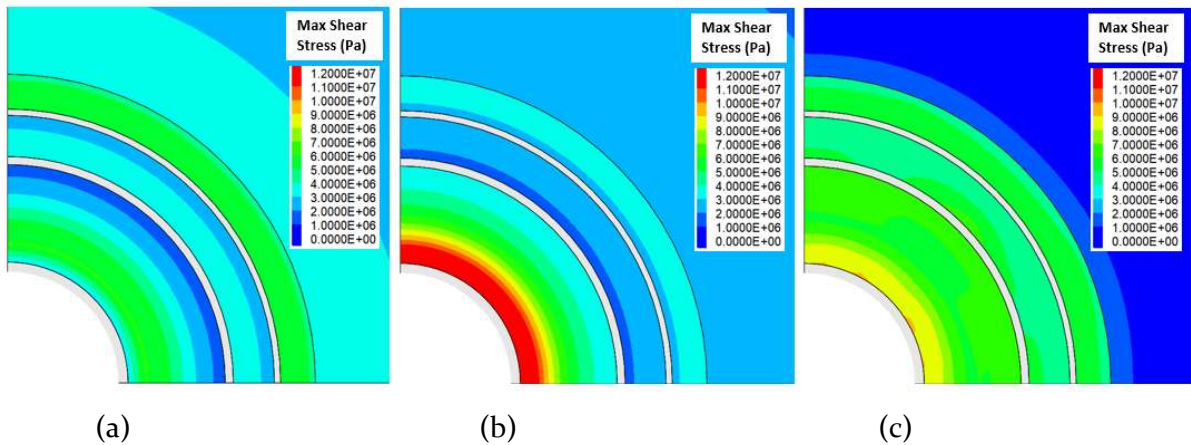 Max Shear
Stress (Pa)
1.2000E+07
1.1000E+07
1.0000E+07
9.0000E+06
8.0000E+06
7.0000E+06
6.0000E+06
5.0000E+06
4.0000E+06
3.0000E+06
2.0000E+06
1.0000E+06
0.0000E+00
Max Shear
Stress (Pa)
1.2000E+07
1.1000E+07
1.0000E+07
9.0000E+06
8.0000E+06
7.0000E+06
6.0000E+06
5.0000E+06
4.0000E+06
3.0000E+06
2.0000E+06
1.0000E+06
0.0000E+00
Max Shear
Stress (Pa)
1.2000E+07
1.1000E+07
1.0000E+07
9.0000E+06
8.0000E+06
7.0000E+06
6.0000E+06
5.0000E+06
4.0000E+06
3.0000E+06
2.0000E+06
1.0000E+06
0.0000E+00
(a)
(b)
(c)